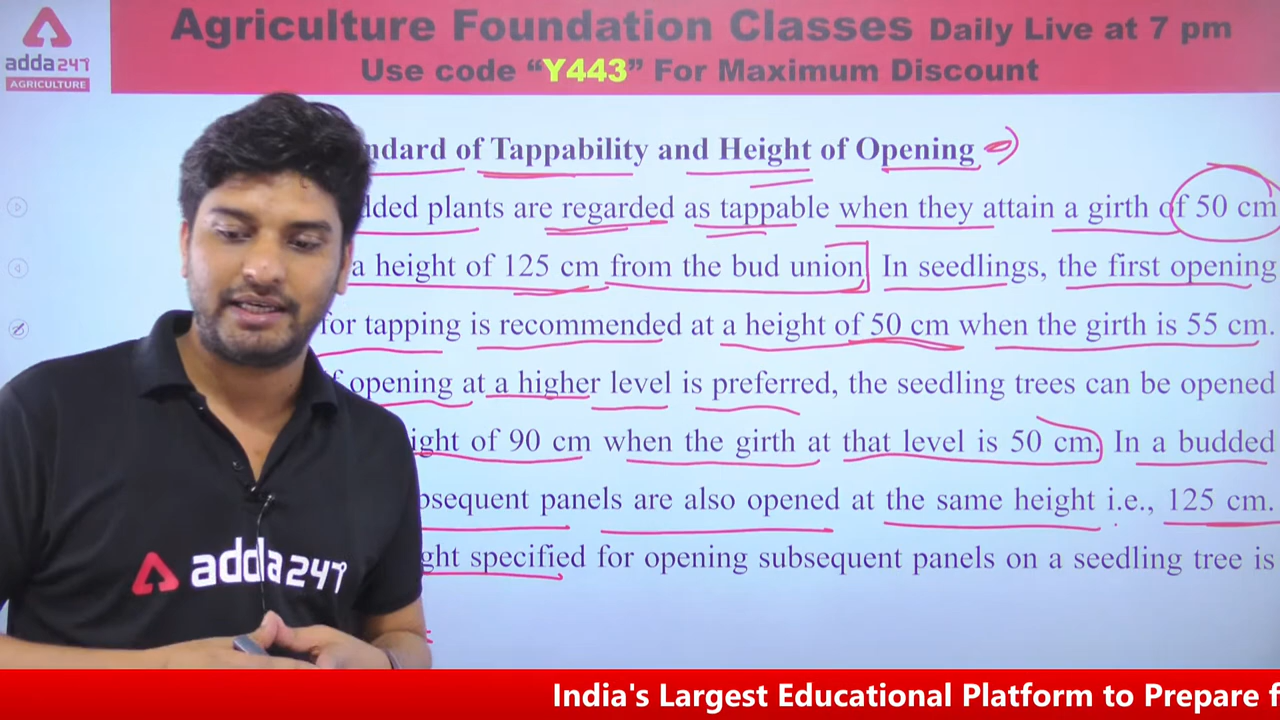 Agriculture Foundation Classes Daily Live at 7 pm
Use code “Y443” For Maximum Discount
adda247
AGRICULTURE
of Tappability and Height of Opening
plants are regarded as tappable when they attain a girth of 50 cm
a height of 125 cm from the bud union In seedlings, the first opening
for tapping is recommended at a height of 50 cm when the girth is 55 cm.
opening at a higher level is preferred, the seedling trees can be opened
of 90 cm when the girth at that level is 50 cm. In a budded
panels are also opened at the same height i.e., 125 cm.
specified for opening subsequent panels on a seedling tree is
adda247
India's Largest Educational Platform to Prepare